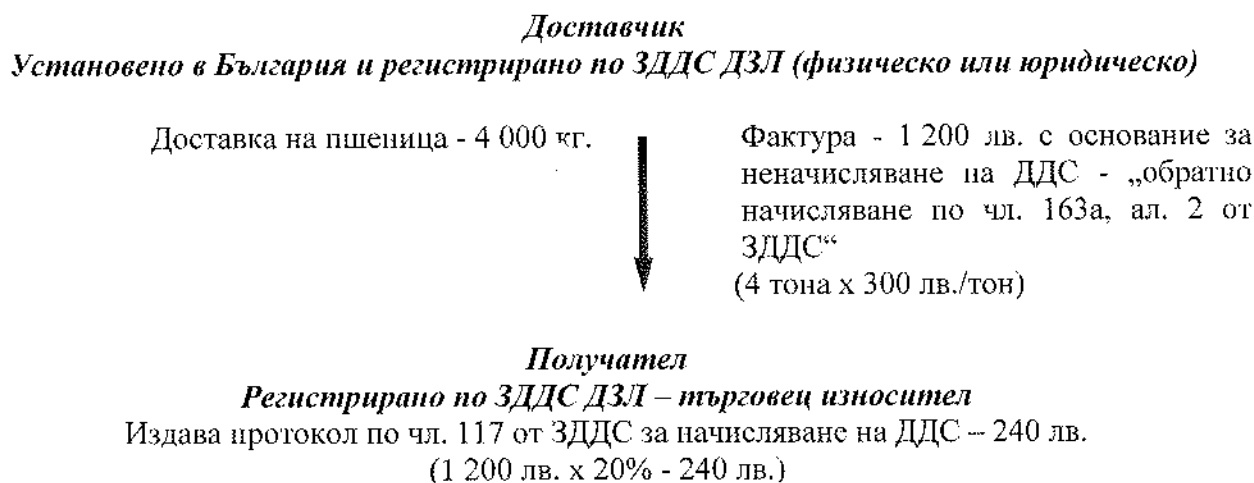 Доставчик
Установено в България и регистрирано по ЗДДС ДЗЛ (физическо или юридическо)
Доставка на пшеница - 4 000 кг.
Фактура - 1 200 лв. с основание за
неначисляване на ДДС - „обратно
начисляване по чл. 163а, ал. 2 от
ЗДДС“
(4 тона х 300 лв./тон)
Получател
Регистрирано по ЗДДС ДЗЛ – търговец износител
Издава протокол по чл. 117 от ЗДДС за начисляване на ДДС – 240 лв.
(1 200 лв. х 20% - 240 лв.)